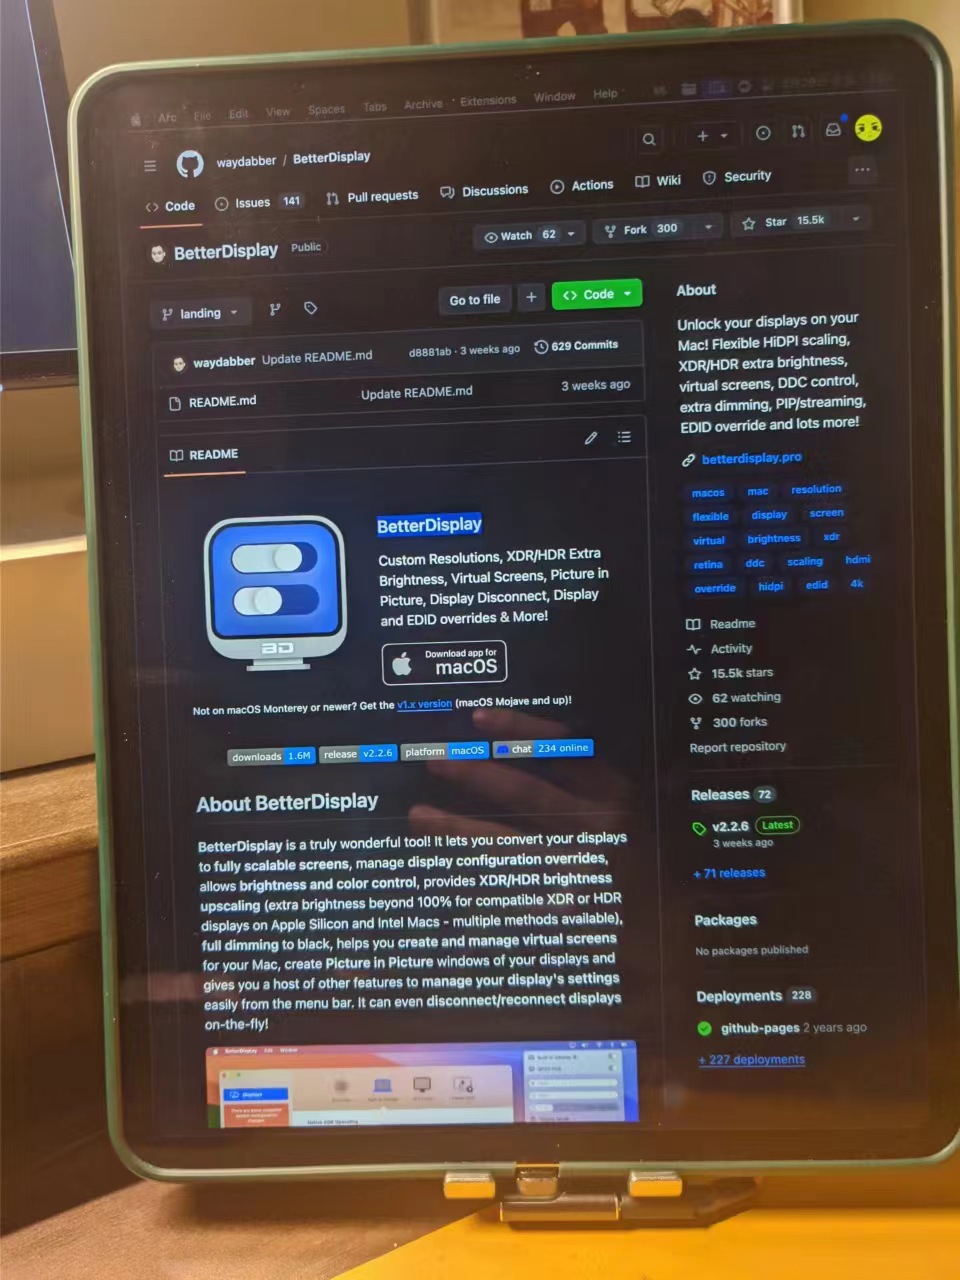 Arc File Edit View Spaces Tabs Archive Extensions Window Help
waydabber / BetterDisplay
Code Issues 141 Pull requests Discussions Actions Wiki Security
BetterDisplay Public Watch 62 Fork 300 Star 15.5k
landing Go to file + Code
waydabber Update README.md d8881ab · 3 weeks ago 629 Commits
README.md Update README.md 3 weeks ago
README
BetterDisplay
Custom Resolutions, XDR/HDR Extra
Brightness, Virtual Screens, Picture in
Picture, Display Disconnect, Display
and EDID overrides & More!
Download app for
macOS
Not on macOS Monterey or newer? Get the v1.x version (macOS Mojave and up)!
downloads 1.6M release v2.2.6 platform macOS chat 234 online
About BetterDisplay
BetterDisplay is a truly wonderful tool! It lets you convert your displays
to fully scalable screens, manage display configuration overrides,
allows brightness and color control, provides XDR/HDR brightness
upscaling (extra brightness beyond 100% for compatible XDR or HDR
displays on Apple Silicon and Intel Macs - multiple methods available),
full dimming to black, helps you create and manage virtual screens
for your Mac, create Picture in Picture windows of your displays and
gives you a host of other features to manage your display's settings
easily from the menu bar. It can even disconnect/reconnect displays
on-the-fly!
BetterDisplay Edit Window
Displays
About
Unlock your displays on your
Mac! Flexible HiDPI scaling,
XDR/HDR extra brightness,
virtual screens, DDC control,
extra dimming, PIP/streaming,
EDID override and lots more!
betterdisplay.pro
macos mac resolution
flexible display screen
virtual brightness xdr
retina ddc scaling hdmi
override hidpi edid 4k
Readme
Activity
15.5k stars
62 watching
300 forks
Report repository
Releases 72
v2.2.6 Latest
3 weeks ago
+ 71 releases
Packages
No packages published
Deployments 228
github-pages 2 years ago
+ 227 deployments